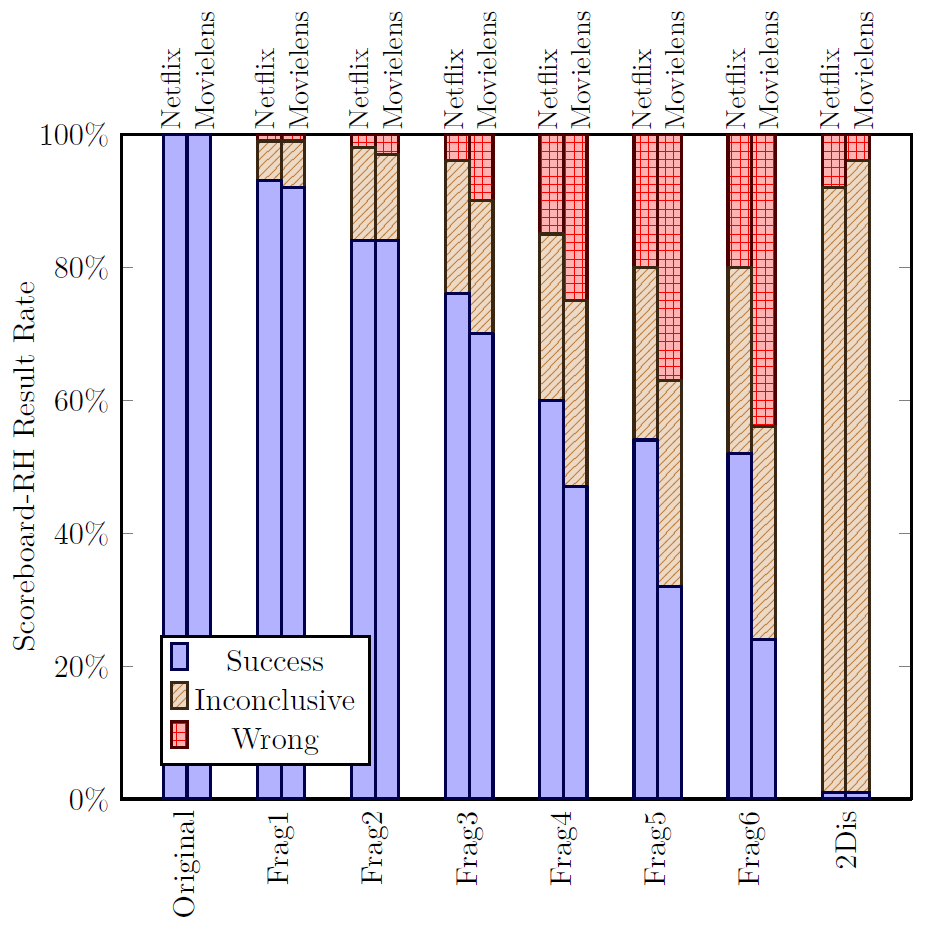 Netflix
Movielens
Netflix
Movielens
Netflix
Movielens
Netflix
Movielens
Netflix
Movielens
Netflix
Movielens
Netflix
Movielens
Netflix
Movielens
Scoreboard-RH Result Rate
100%
80%
60%
40%
20%
0%
Success
Inconclusive
Wrong
Original
Frag1
Frag2
Frag3
Frag4
Frag5
Frag6
2Dis